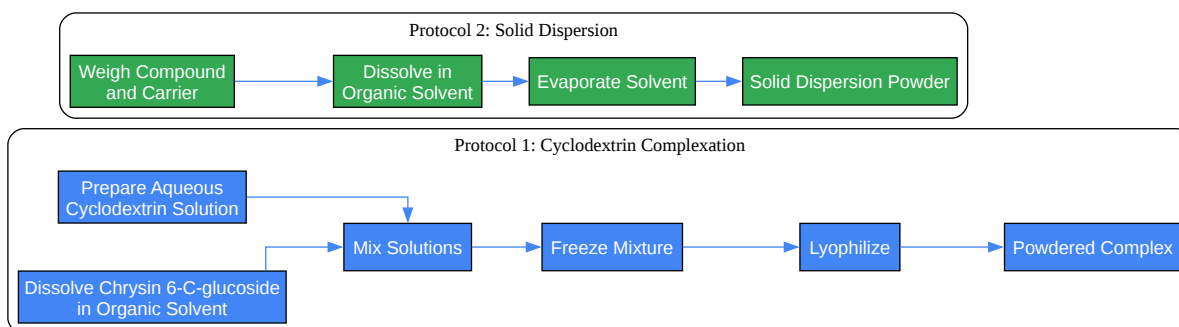 Protocol 2: Solid Dispersion
Weigh Compound
and Carrier
Dissolve in
Organic Solvent
Evaporate Solvent
Solid Dispersion Powder
Protocol 1: Cyclodextrin Complexation
Prepare Aqueous
Cyclodextrin Solution
Dissolve Chrysin 6-C-glucoside
in Organic Solvent
Mix Solutions
Freeze Mixture
Lyophilize
Powdered Complex